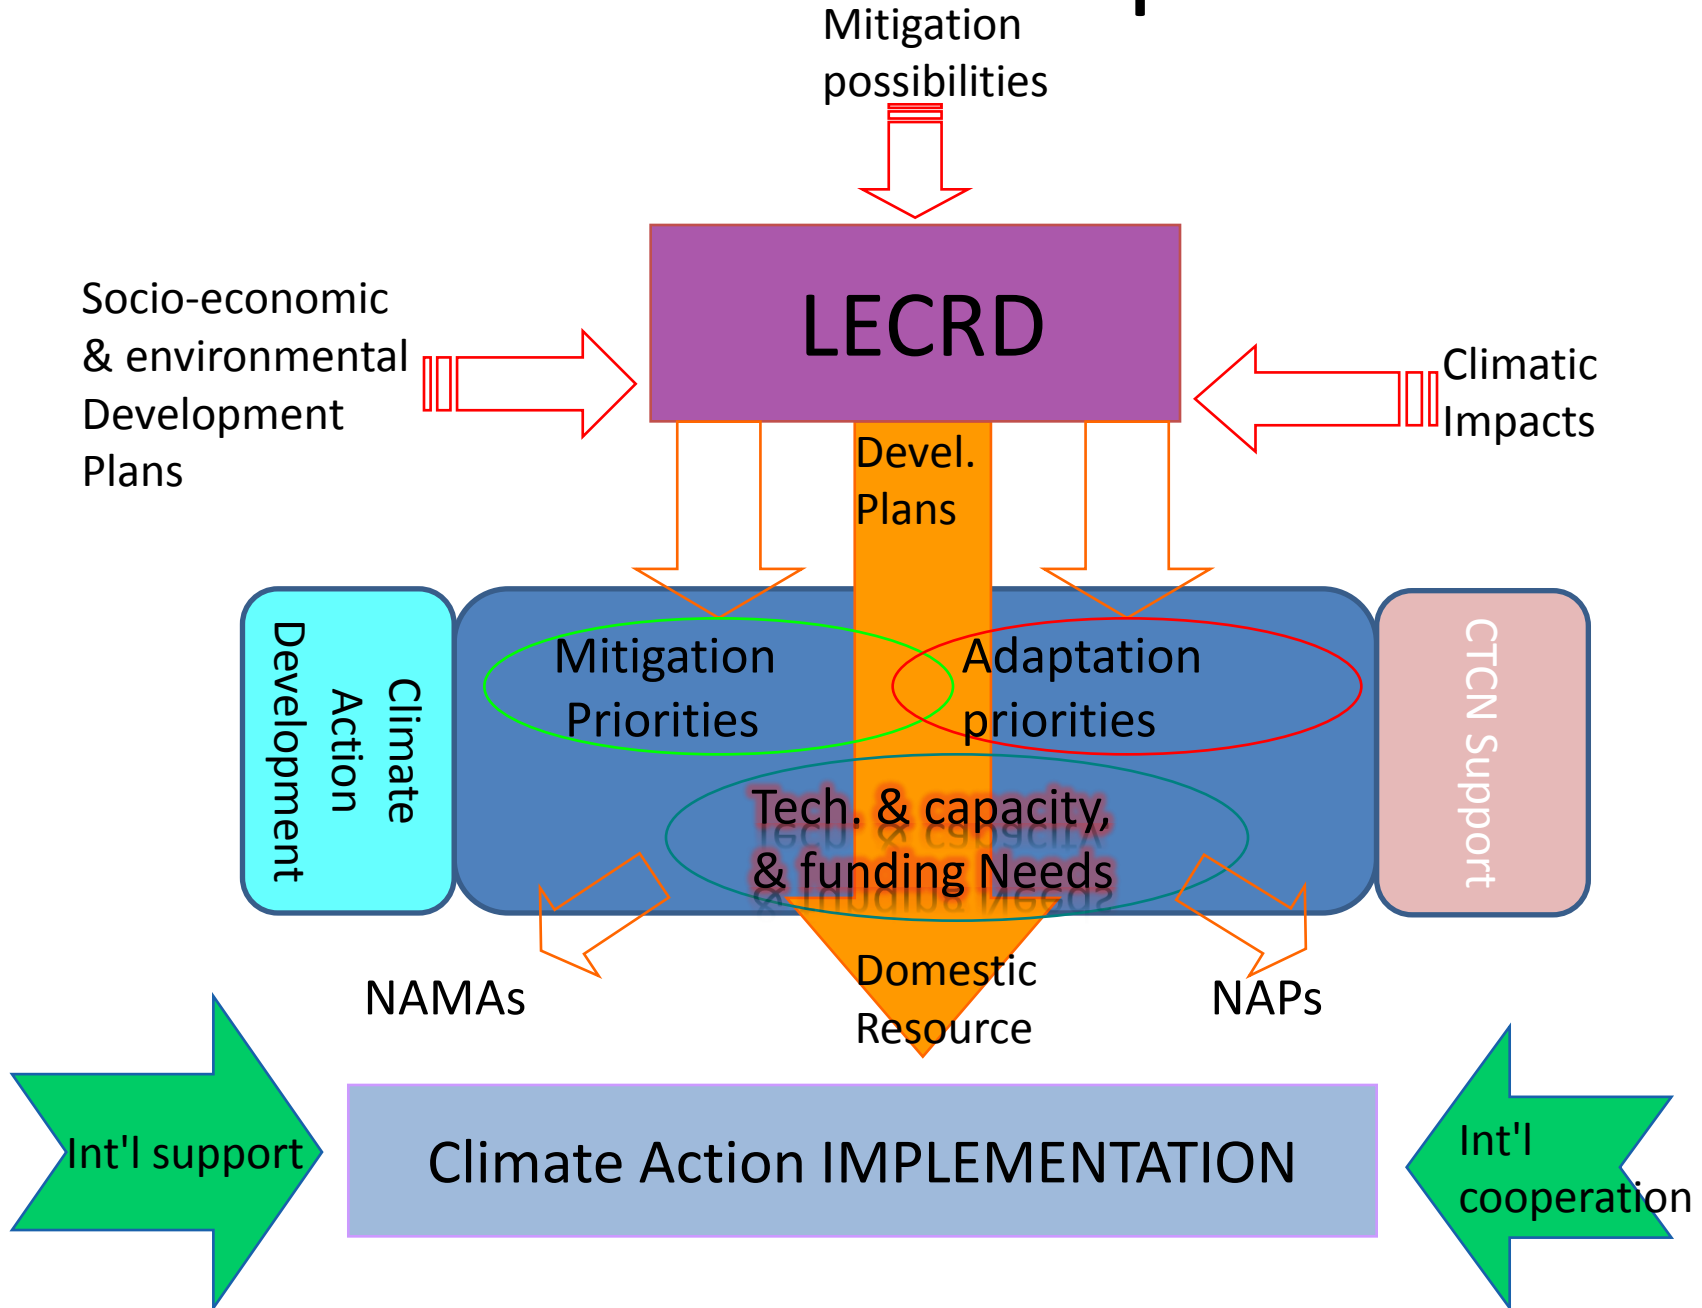 Mitigation
possibilities
LECRD
Socio-economic
& environmental
Development
Plans
Climatic
Impacts
Devel.
Plans
Climate
Action
Development
Mitigation
Priorities
Adaptation
priorities
CTCN Support
Tech. & capacity,
& funding Needs
NAMAs
Domestic
Resource
NAPs
Int'l support
Climate Action IMPLEMENTATION
Int'l
cooperation